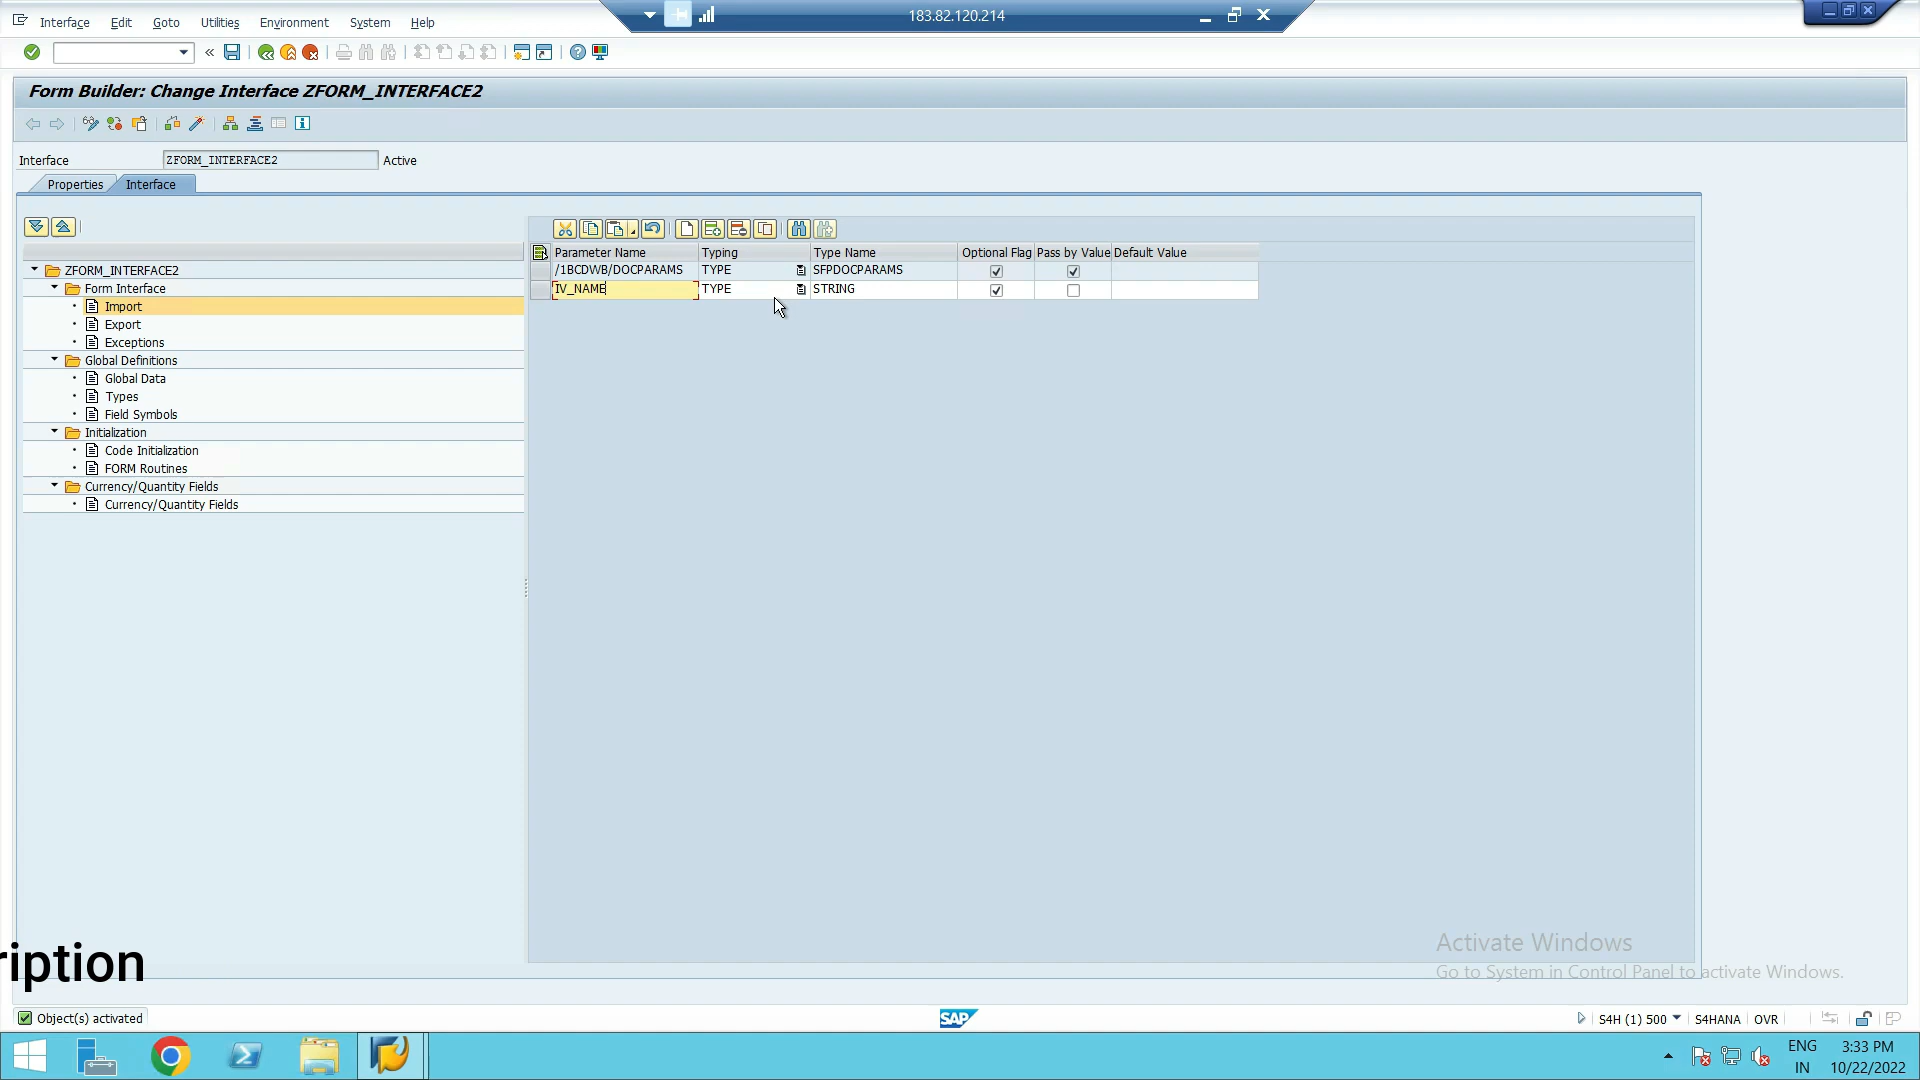 183.82.120.214
Interface Edit Goto Utilities Environment System Help
Form Builder: Change Interface ZFORM_INTERFACE2
Interface ZFORM_INTERFACE2 Active
Properties Interface
Parameter Name Typing Type Name Optional Flag Pass by Value Default Value
/1BCDWB/DOCPARAMS TYPE SFPDOCPARAMS
IV_NAME TYPE STRING
ZFORM_INTERFACE2
Form Interface
Import
Export
Exceptions
Global Definitions
Global Data
Types
Field Symbols
Initialization
Code Initialization
FORM Routines
Currency/Quantity Fields
Currency/Quantity Fields
Activate Windows
Go to System in Control Panel to activate Windows.
ription
Object(s) activated
SAP
S4H (1) 500 S4HANA OVR
ENG
IN
3:33 PM
10/22/2022